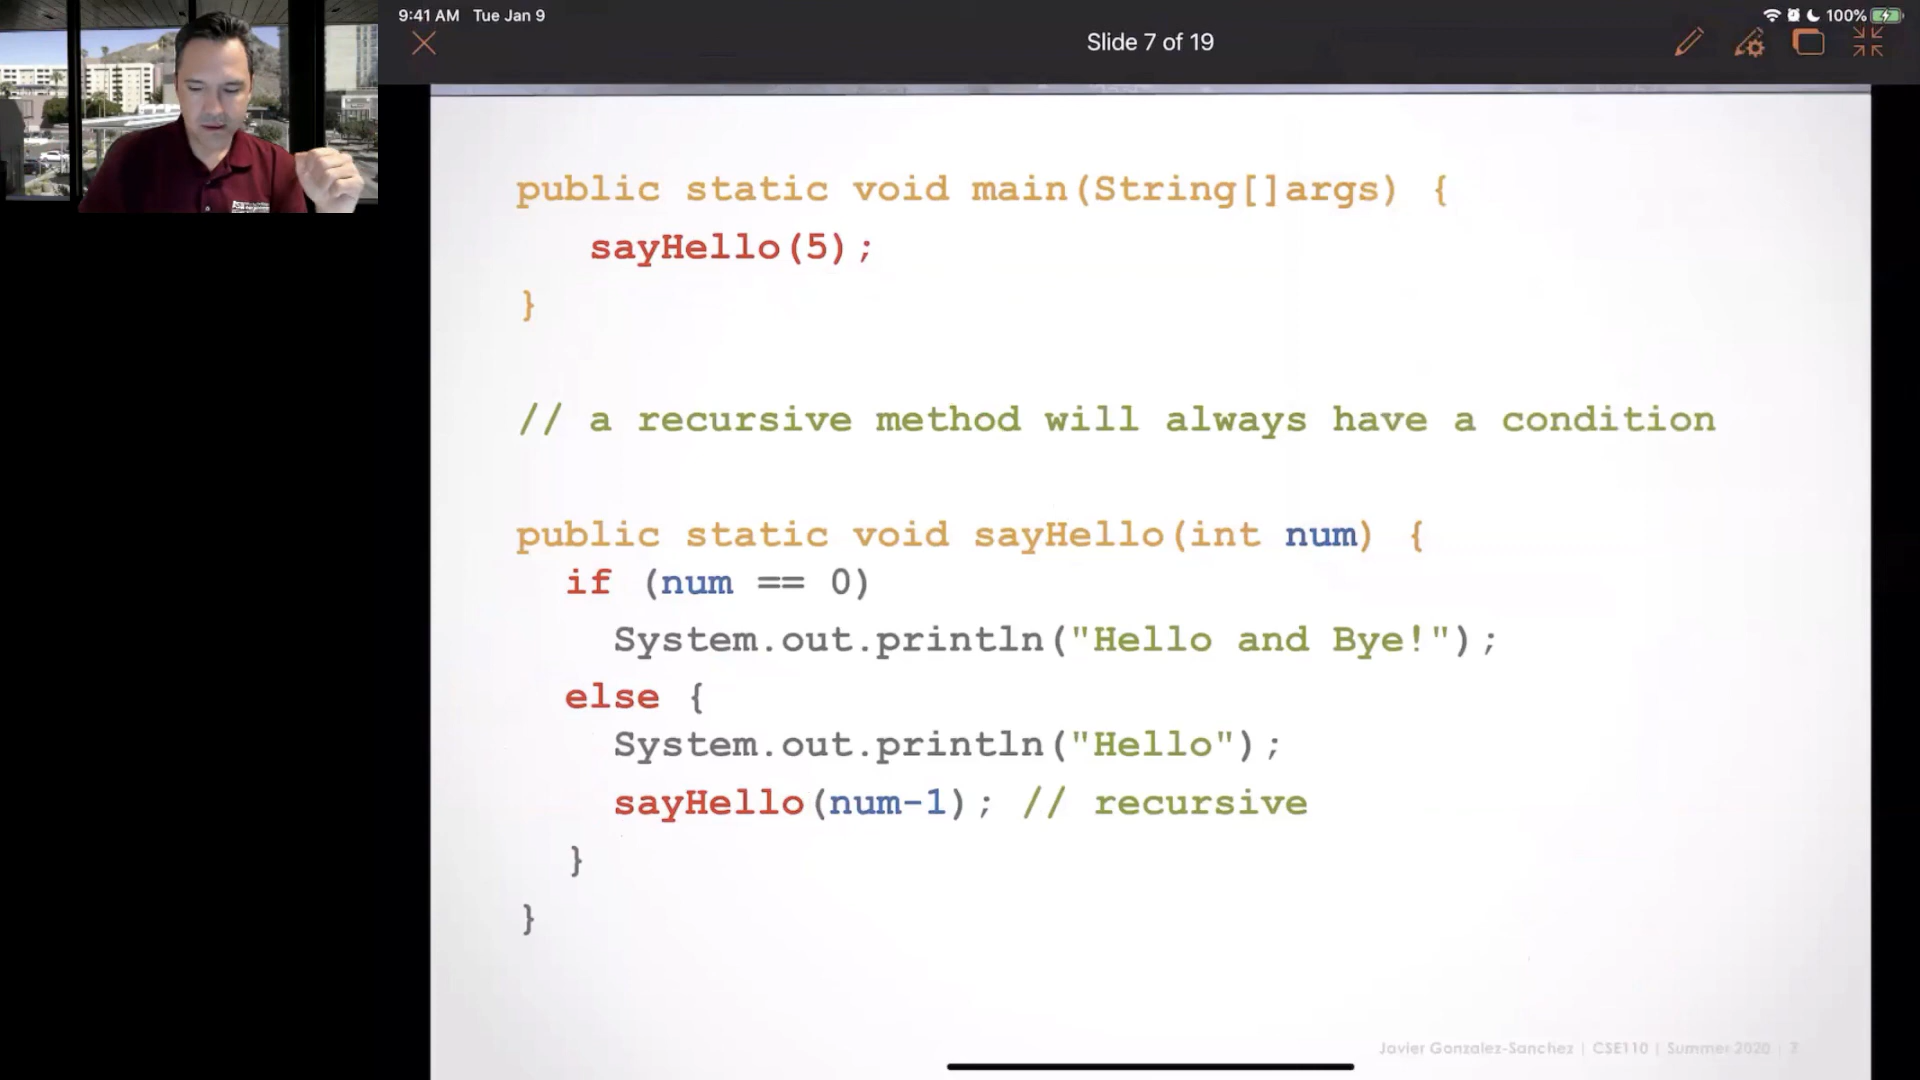 9:41 AM Tue Jan 9
100%
Slide 7 of 19
public static void main(String[]args) {
sayHello(5);
}
// a recursive method will always have a condition
public static void sayHello(int num) {
if (num == 0)
System.out.println("Hello and Bye!");
else {
System.out.println("Hello");
sayHello(num-1); // recursive
}
}
Javier Gonzalez-Sanchez | CSE110 | Summer 2020 | 7